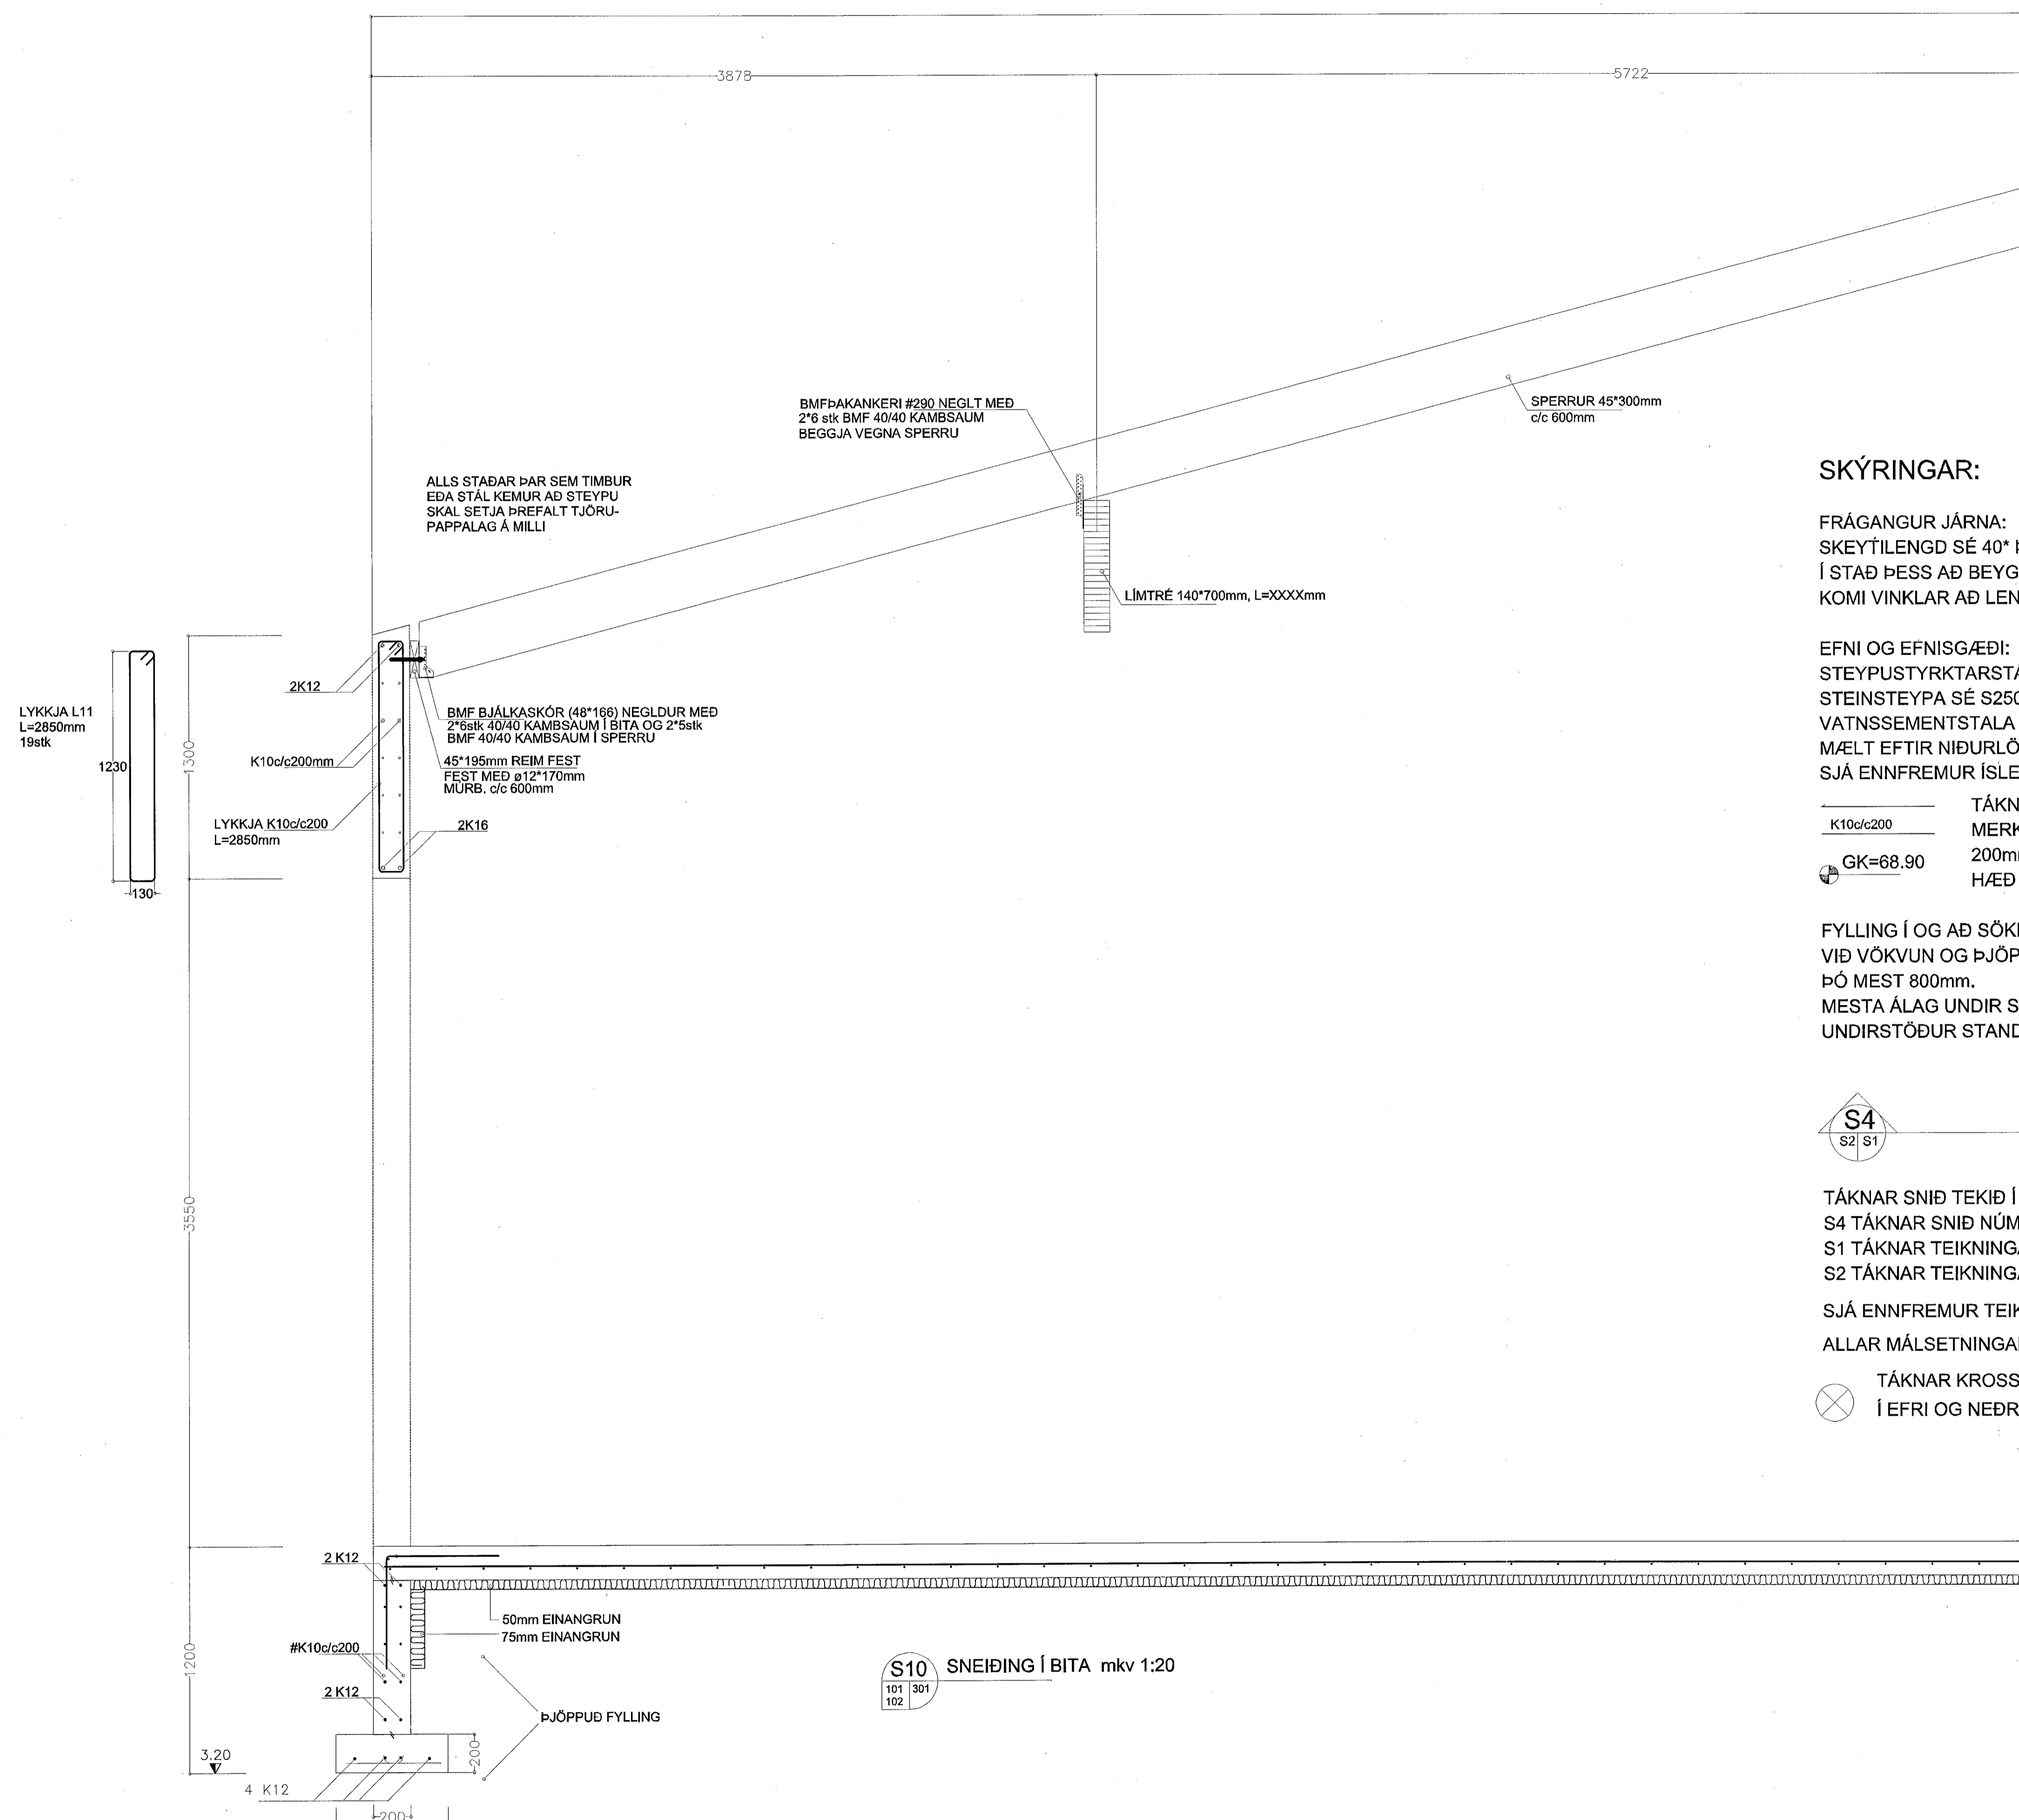 3878
5722
BMFÞAKANKERI #290 NEGLT MEÐ
2*6 stk BMF 40/40 KAMBSAUM
BEGGJA VEGNA SPERRU
SPERRUR 45*300mm
c/c 600mm
ALLS STAÐAR ÞAR SEM TIMBUR
EÐA STÁL KEMUR AÐ STEYPU
SKAL SETJA ÞREFALT TJÖRU-
PAPPALAG Á MILLI
LÍMTRÉ 140*700mm, L=XXXXmm
2K12
LYKKJA L11
L=2850mm
19stk
1230
130
1300
K10c/c200mm
LYKKJA K10c/c200
L=2850mm
BMF BJÁLKASKÓR (48*166) NEGLDUR MEÐ
2*6stk 40/40 KAMBSAUM Í BITA OG 2*5stk
BMF 40/40 KAMBSAUM Í SPERRU
45*195mm REIM FEST
FEST MEÐ ø12*170mm
MÚRB. c/c 600mm
2K16
3550
SKÝRINGAR:
FRÁGANGUR JÁRNA:
SKEYTILENGD SÉ 40*
Í STAÐ ÞESS AÐ BEYG
KOMI VINKLAR AÐ LEN
EFNI OG EFNISGÆÐI:
STEYPUSTYRKTARSTÁ
STEINSTEYPA SÉ S250
VATNSSEMENTSTALA
MÆLT EFTIR NIÐURLÖ
SJÁ ENNFREMUR ÍSLE
TÁKN
K10c/c200
MERK
200m
GK=68.90
HÆÐ
FYLLING Í OG AÐ SÖK
VIÐ VÖKVUN OG ÞJÖP
ÞÓ MEST 800mm.
MESTA ÁLAG UNDIR S
UNDIRSTÖÐUR STAND
S4
S2 S1
TÁKNAR SNIÐ TEKIÐ Í
S4 TÁKNAR SNIÐ NÚM
S1 TÁKNAR TEIKNINGA
S2 TÁKNAR TEIKNINGA
SJÁ ENNFREMUR TEIK
ALLAR MÁLSETNINGAR
TÁKNAR KROSS
Í EFRI OG NEÐR
2 K12
50mm EINANGRUN
75mm EINANGRUN
#K10c/c200
1200
2 K12
ÞJÖPPUÐ FYLLING
S10 SNEIÐING Í BITA mkv 1:20
101 301
102
3.20
200
4 K12
200